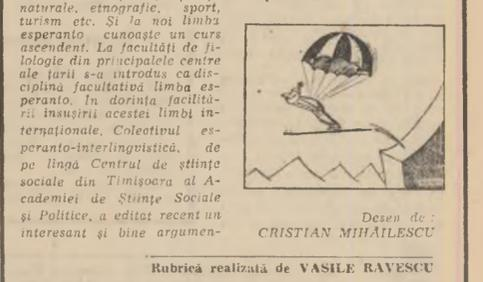 naturale, etnografie, sport,
turism etc. Și la noi limba
esperanto cunoaște un curs
ascendent. La facultăți de fi-
lologie din principalele centre
ale țarii s-a introdus ca dis-
ciplină facultativă limba es-
peranto. In dorința facilită-
rii însușirii acestei limbi in-
ternaționale, Colectivul es-
peranto-interlingvistică, de
pe lîngă Centrul de științe
sociale din Timișoara al A-
cademiei de Științe Sociale
și Politice, a editat recent un
interesant și bine argumen-
Desen de :
CRISTIAN MIHĂILESCU
Rubrică realizată de VASILE RAVESCU